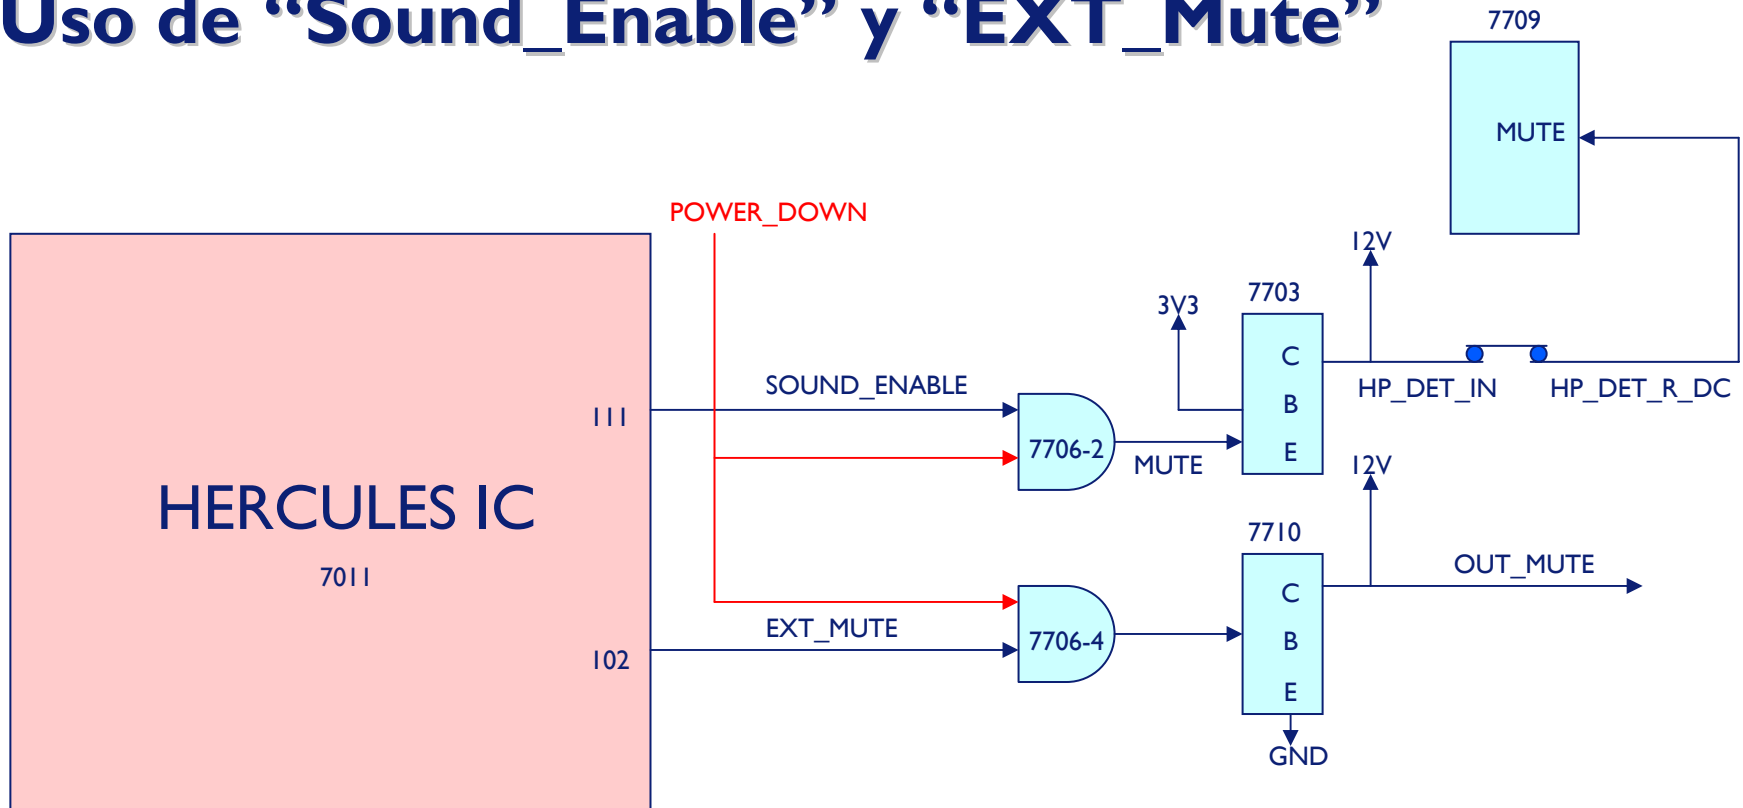 Uso de “Sound_Enable” y “EXT_Mute”
7709
MUTE
POWER_DOWN
12V
7703
3V3
C
B
E
HP_DET_IN
HP_DET_R_DC
SOUND_ENABLE
111
7706-2
MUTE
12V
HERCULES IC
7011
7710
C
B
E
OUT_MUTE
EXT_MUTE
7706-4
102
GND